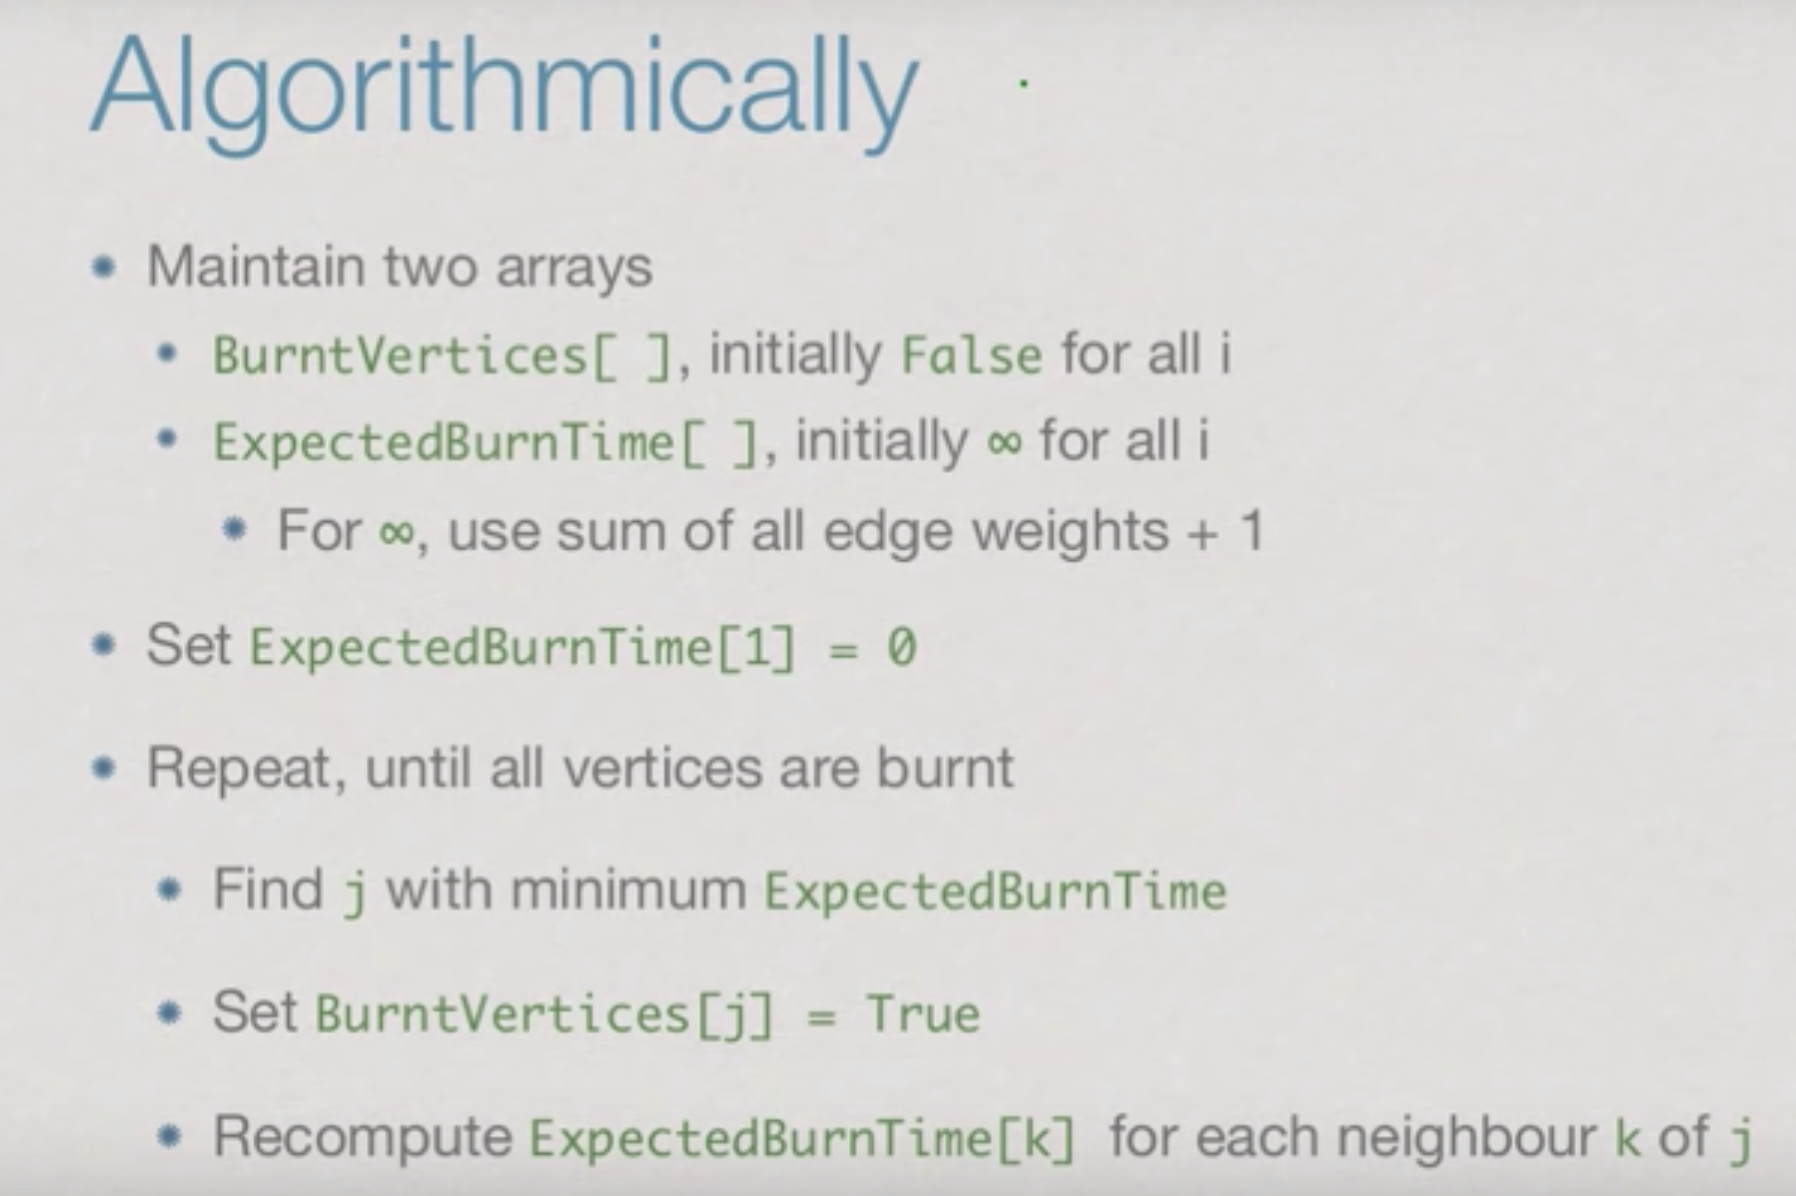 Algorithmically
Maintain two arrays
BurntVertices[ ], initially False for all i
ExpectedBurnTime[ ], initially ∞ for all i
For ∞, use sum of all edge weights + 1
Set ExpectedBurnTime[1] = 0
Repeat, until all vertices are burnt
Find j with minimum ExpectedBurnTime
Set BurntVertices[j] = True
Recompute ExpectedBurnTime[k] for each neighbour k of j